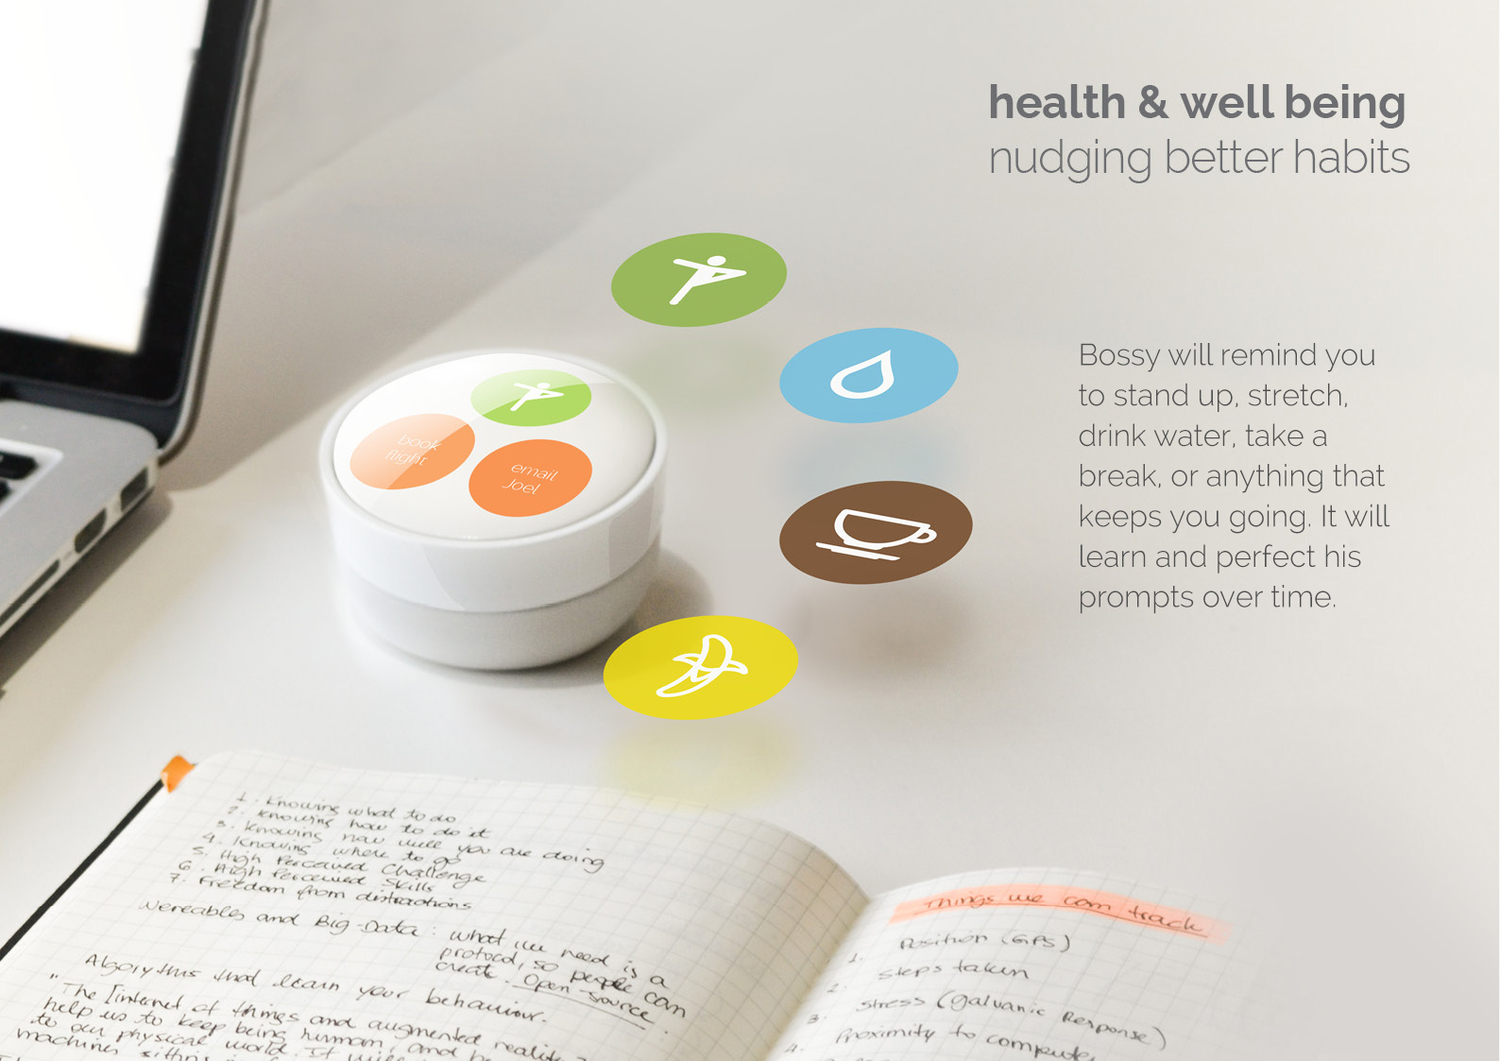 health & well being
nudging better habits
Bossy will remind you
to stand up, stretch,
drink water, take a
break, or anything that
keeps you going. It will
learn and perfect his
prompts over time.
book
flight
email
Joel
1. Knowing what to do
2. Knowing how to do it
3. Knowing how well you are doing
4. Knowing where to go
5. High Perceived Challenge
6. High Perceived Skills
7. Freedom from distractions
Wereables and Big-Data: what we need is a
protocol, so people can
create. Open-source.
Algorythms that learn your behaviour.
"The Internet of things and augmented reality
help us to keep being human, and
to our physical world. It will
machines sitting
Things we can track
1. Position (GPS)
2. Steps taken
3. Stress (Galvanic Response)
4. Proximity to computer